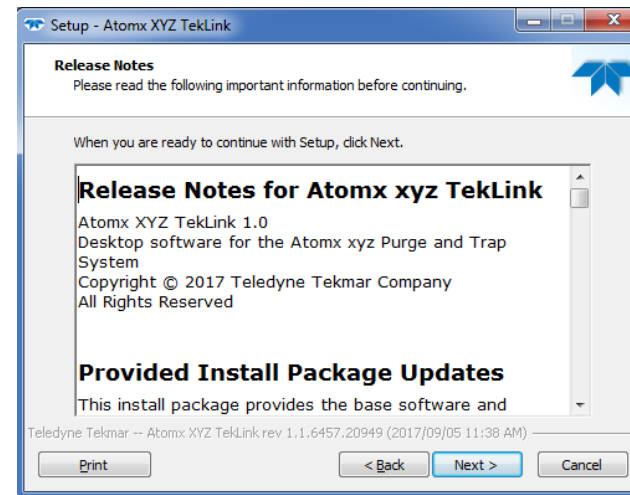 Setup - Atomx XYZ TekLink
Release Notes
Please read the following important information before continuing.
When you are ready to continue with Setup, click Next.
Release Notes for Atomx xyz TekLink
Atomx XYZ TekLink 1.0
Desktop software for the Atomx xyz Purge and Trap
System
Copyright © 2017 Teledyne Tekmar Company
All Rights Reserved
Provided Install Package Updates
This install package provides the base software and
Teledyne Tekmar -- Atomx XYZ TekLink rev 1.1.6457.20949 (2017/09/05 11:38 AM)
Print
< Back
Next >
Cancel